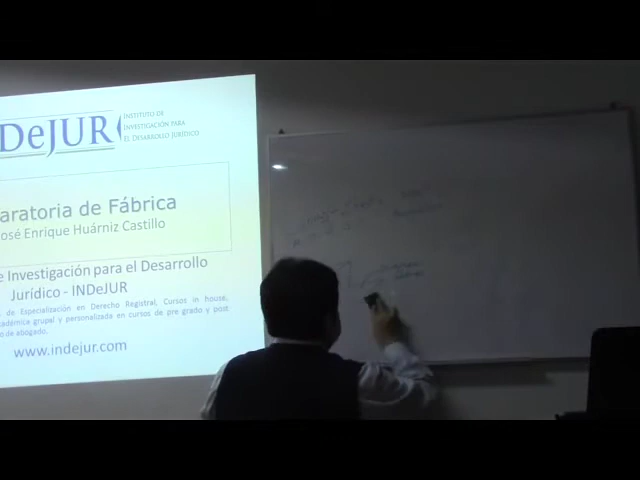 DeJUR
INSTITUTO DE
INVESTIGACIÓN PARA
EL DESARROLLO JURÍDICO
aratoria de Fábrica
osé Enrique Huárniz Castillo
e Investigación para el Desarrollo
Jurídico - INDeJUR
de Especialización en Derecho Registral, Cursos in house,
cadémica grupal y personalizada en cursos de pre grado y post
o de abogado.
www.indejur.com